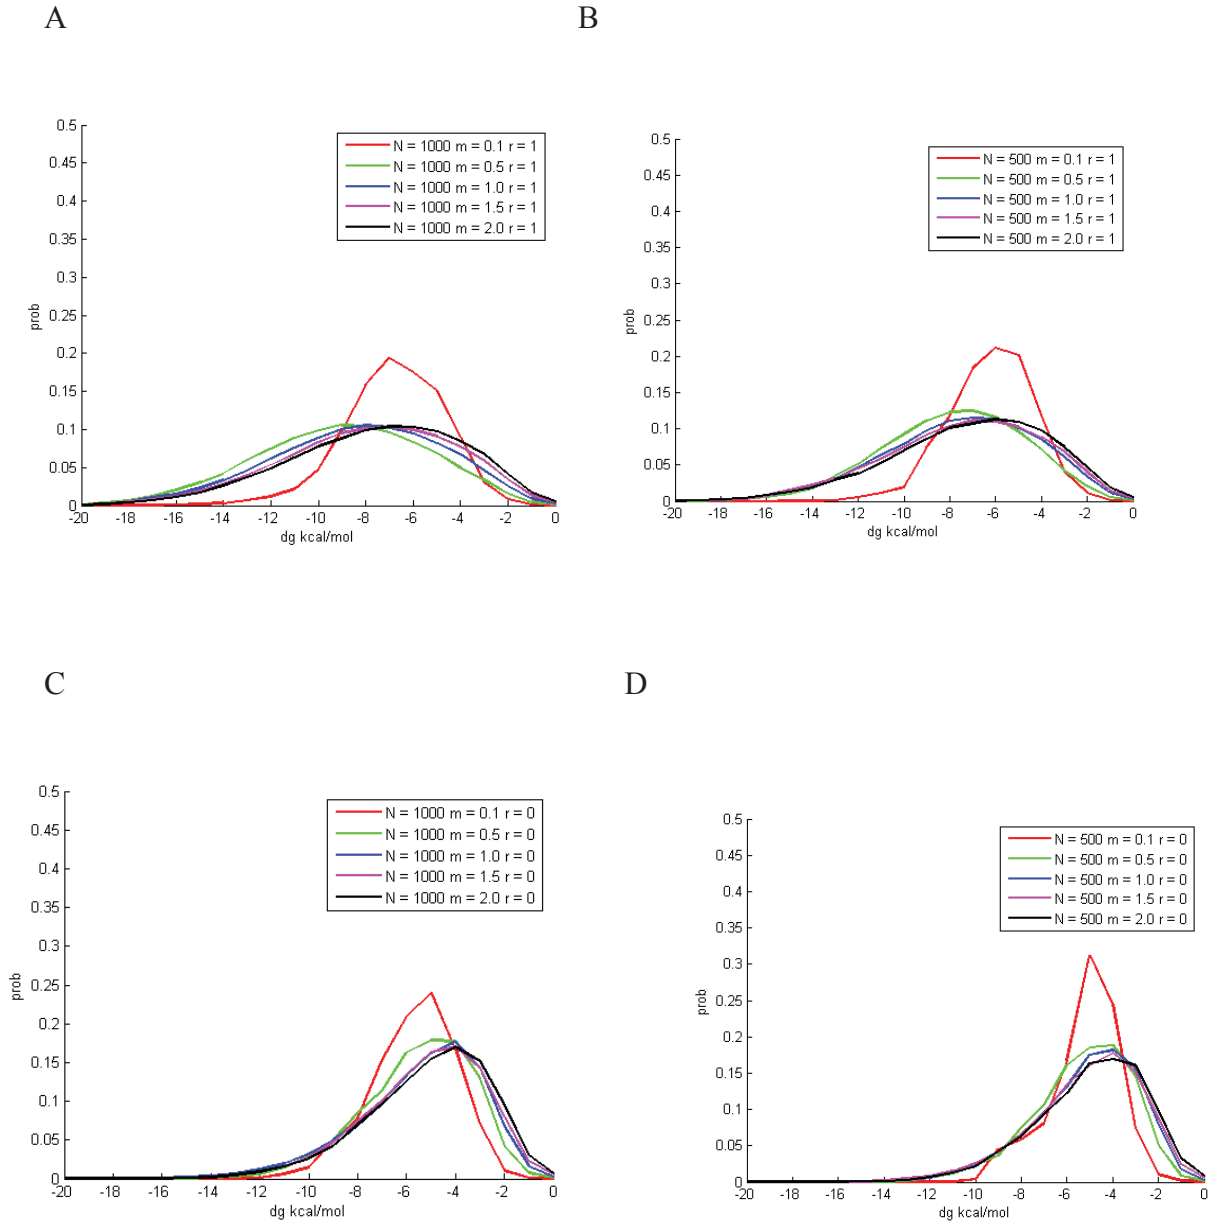 A
B
0.5
0.45
0.4
0.35
0.3
0.25
0.2
0.15
0.1
0.05
0
prob
N = 1000 m = 0.1 r = 1
N = 1000 m = 0.5 r = 1
N = 1000 m = 1.0 r = 1
N = 1000 m = 1.5 r = 1
N = 1000 m = 2.0 r = 1
-20 -18 -16 -14 -12 -10 -8 -6 -4 -2 0
dg kcal/mol
0.5
0.45
0.4
0.35
0.3
0.25
0.2
0.15
0.1
0.05
0
prob
N = 500 m = 0.1 r = 1
N = 500 m = 0.5 r = 1
N = 500 m = 1.0 r = 1
N = 500 m = 1.5 r = 1
N = 500 m = 2.0 r = 1
-20 -18 -16 -14 -12 -10 -8 -6 -4 -2 0
dg kcal/mol
C
D
0.5
0.45
0.4
0.35
0.3
0.25
0.2
0.15
0.1
0.05
0
prob
N = 1000 m = 0.1 r = 0
N = 1000 m = 0.5 r = 0
N = 1000 m = 1.0 r = 0
N = 1000 m = 1.5 r = 0
N = 1000 m = 2.0 r = 0
-20 -18 -16 -14 -12 -10 -8 -6 -4 -2 0
dg kcal/mol
0.5
0.45
0.4
0.35
0.3
0.25
0.2
0.15
0.1
0.05
0
prob
N = 500 m = 0.1 r = 0
N = 500 m = 0.5 r = 0
N = 500 m = 1.0 r = 0
N = 500 m = 1.5 r = 0
N = 500 m = 2.0 r = 0
-20 -18 -16 -14 -12 -10 -8 -6 -4 -2 0
dg kcal/mol